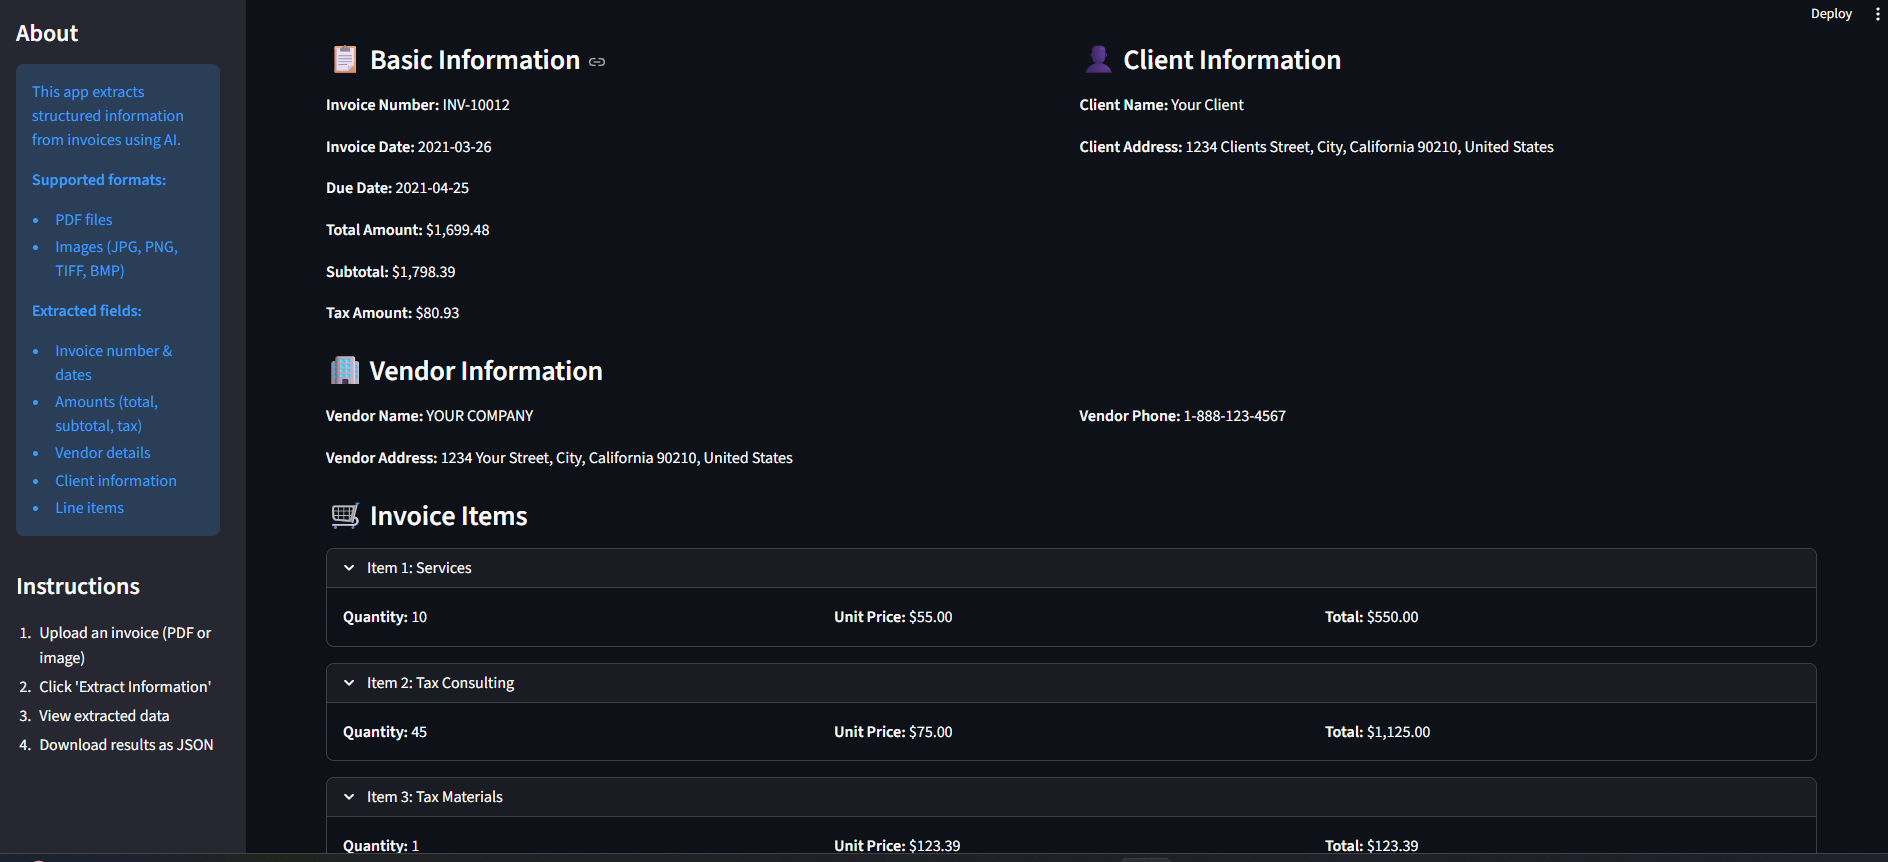 About
This app extracts
structured information
from invoices using AI.
Supported formats:
• PDF files
• Images (JPG, PNG,
TIFF, BMP)
Extracted fields:
• Invoice number &
dates
• Amounts (total,
subtotal, tax)
• Vendor details
• Client information
• Line items
Instructions
1. Upload an invoice (PDF or
image)
2. Click 'Extract Information'
3. View extracted data
4. Download results as JSON
Deploy
Basic Information
Invoice Number: INV-10012
Invoice Date: 2021-03-26
Due Date: 2021-04-25
Total Amount: $1,699.48
Subtotal: $1,798.39
Tax Amount: $80.93
Client Information
Client Name: Your Client
Client Address: 1234 Clients Street, City, California 90210, United States
Vendor Information
Vendor Name: YOUR COMPANY
Vendor Phone: 1-888-123-4567
Vendor Address: 1234 Your Street, City, California 90210, United States
Invoice Items
Item 1: Services
Quantity: 10 Unit Price: $55.00 Total: $550.00
Item 2: Tax Consulting
Quantity: 45 Unit Price: $75.00 Total: $1,125.00
Item 3: Tax Materials
Quantity: 1 Unit Price: $123.39 Total: $123.39